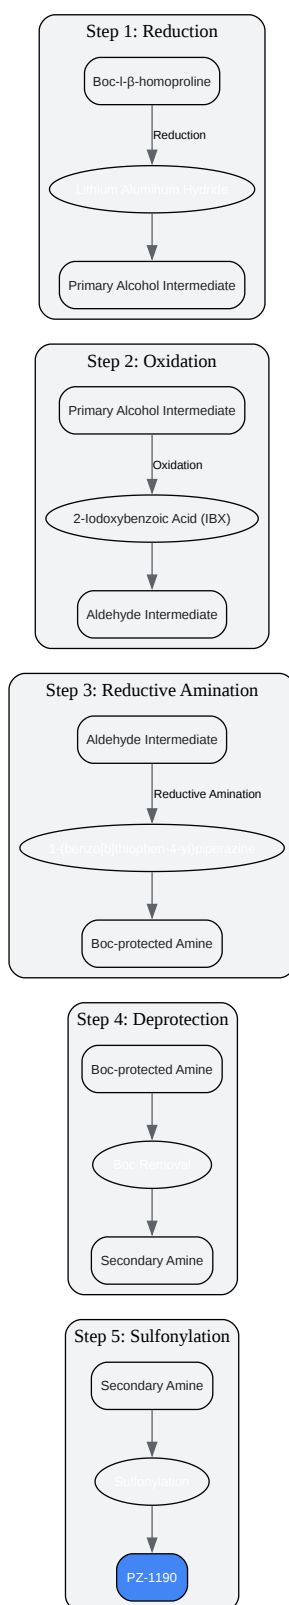 Step 1: Reduction
Boc-l-β-homoproline
Reduction
Lithium Aluminum Hydride
Primary Alcohol Intermediate
Step 2: Oxidation
Primary Alcohol Intermediate
Oxidation
2-Iodoxybenzoic Acid (IBX)
Aldehyde Intermediate
Step 3: Reductive Amination
Aldehyde Intermediate
Reductive Amination
1-(benzo[b]thiophen-4-yl)piperazine
Boc-protected Amine
Step 4: Deprotection
Boc-protected Amine
Boc Removal
Secondary Amine
Step 5: Sulfonylation
Secondary Amine
Sulfonylation
PZ-1190